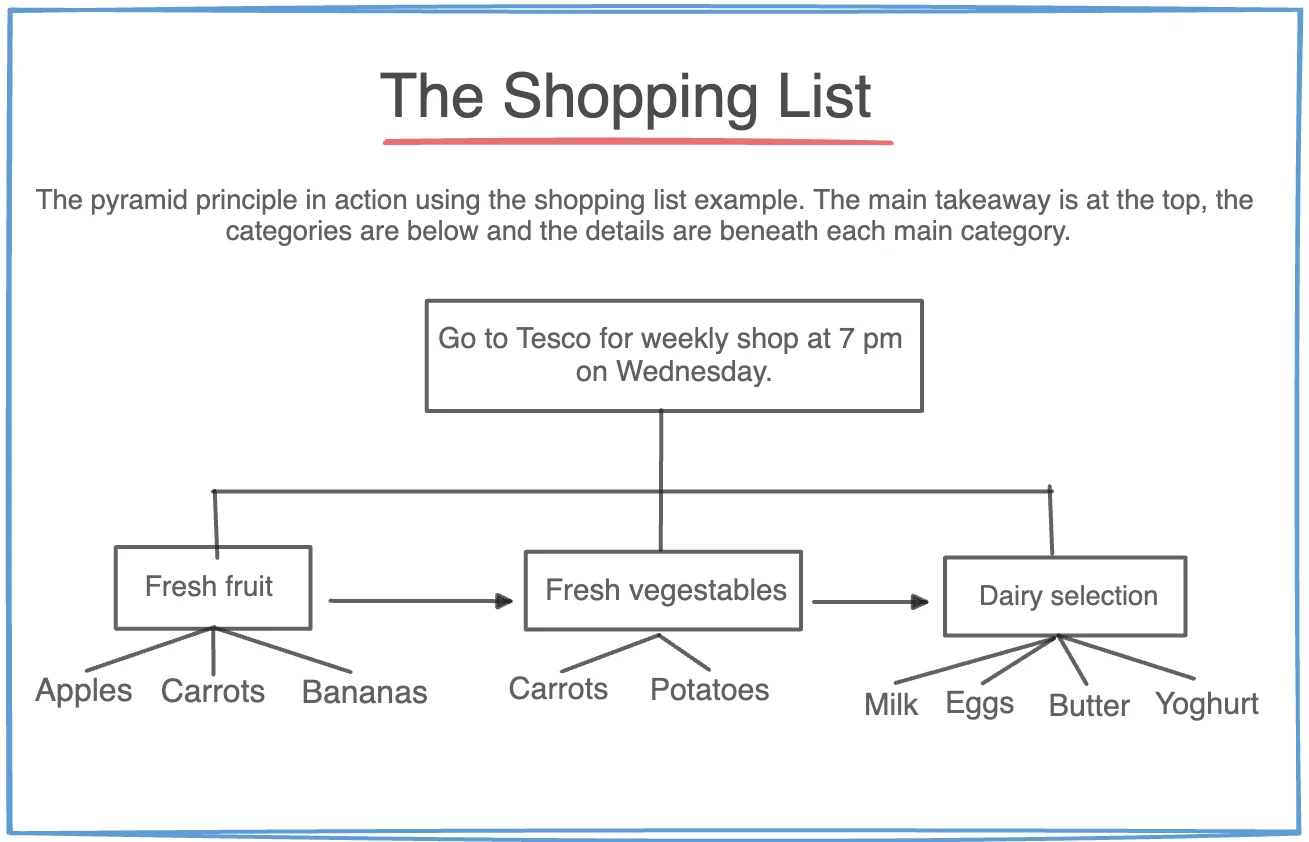 The Shopping List
The pyramid principle in action using the shopping list example. The main takeaway is at the top, the
categories are below and the details are beneath each main category.
Go to Tesco for weekly shop at 7 pm
on Wednesday.
Fresh fruit
Fresh vegestables
Dairy selection
Apples
Carrots
Bananas
Carrots
Potatoes
Milk
Eggs
Butter
Yoghurt